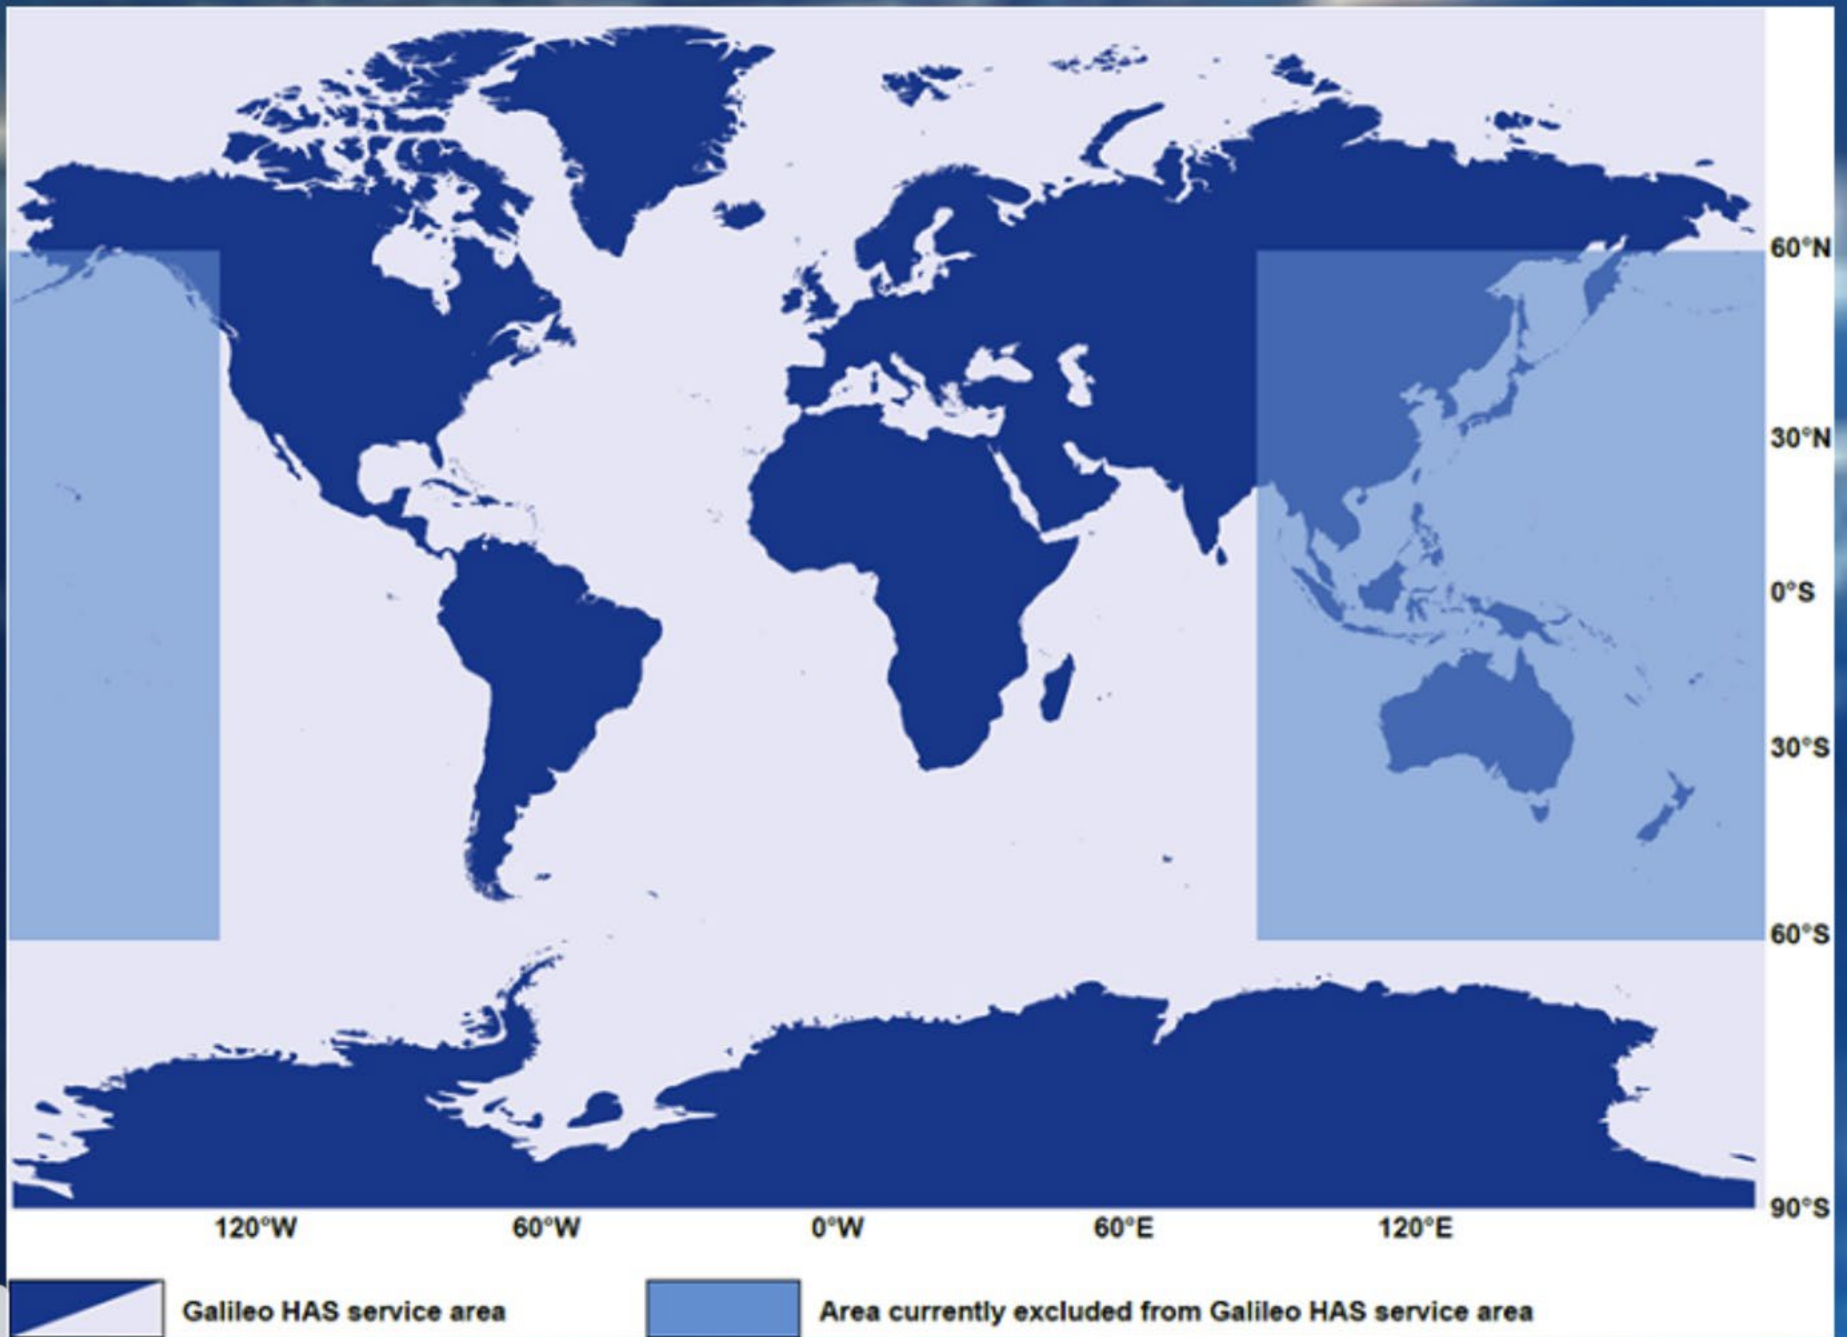 60°N
30°N
0°S
30°S
60°S
90°S
120°W 60°W 0°W 60°E 120°E
Galileo HAS service area
Area currently excluded from Galileo HAS service area